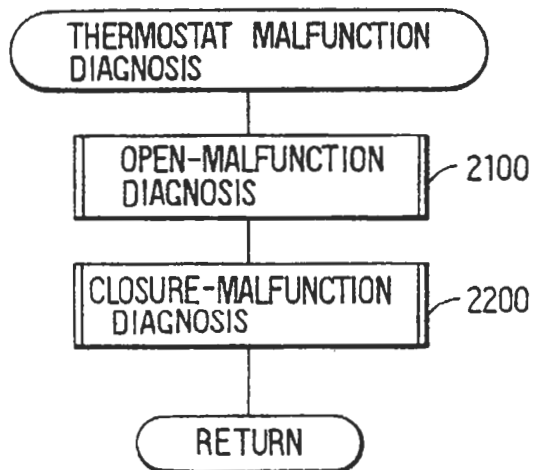 THERMOSTAT MALFUNCTION
DIAGNOSIS
OPEN-MALFUNCTION
DIAGNOSIS
2100
CLOSURE-MALFUNCTION
DIAGNOSIS
2200
RETURN